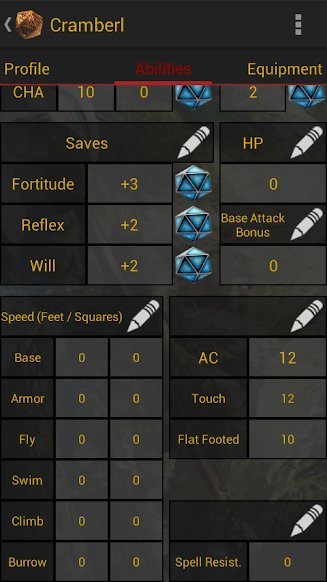 Cramberl
Profile Abilities Equipment
CHA 10 0 2
Saves HP
Fortitude +3 0
Reflex +2 Base Attack Bonus
Will +2 0
Speed (Feet / Squares)
Base 0 0 AC 12
Armor 0 0 Touch 12
Fly 0 0 Flat Footed 10
Swim 0 0
Climb 0 0
Burrow 0 0 Spell Resist. 0